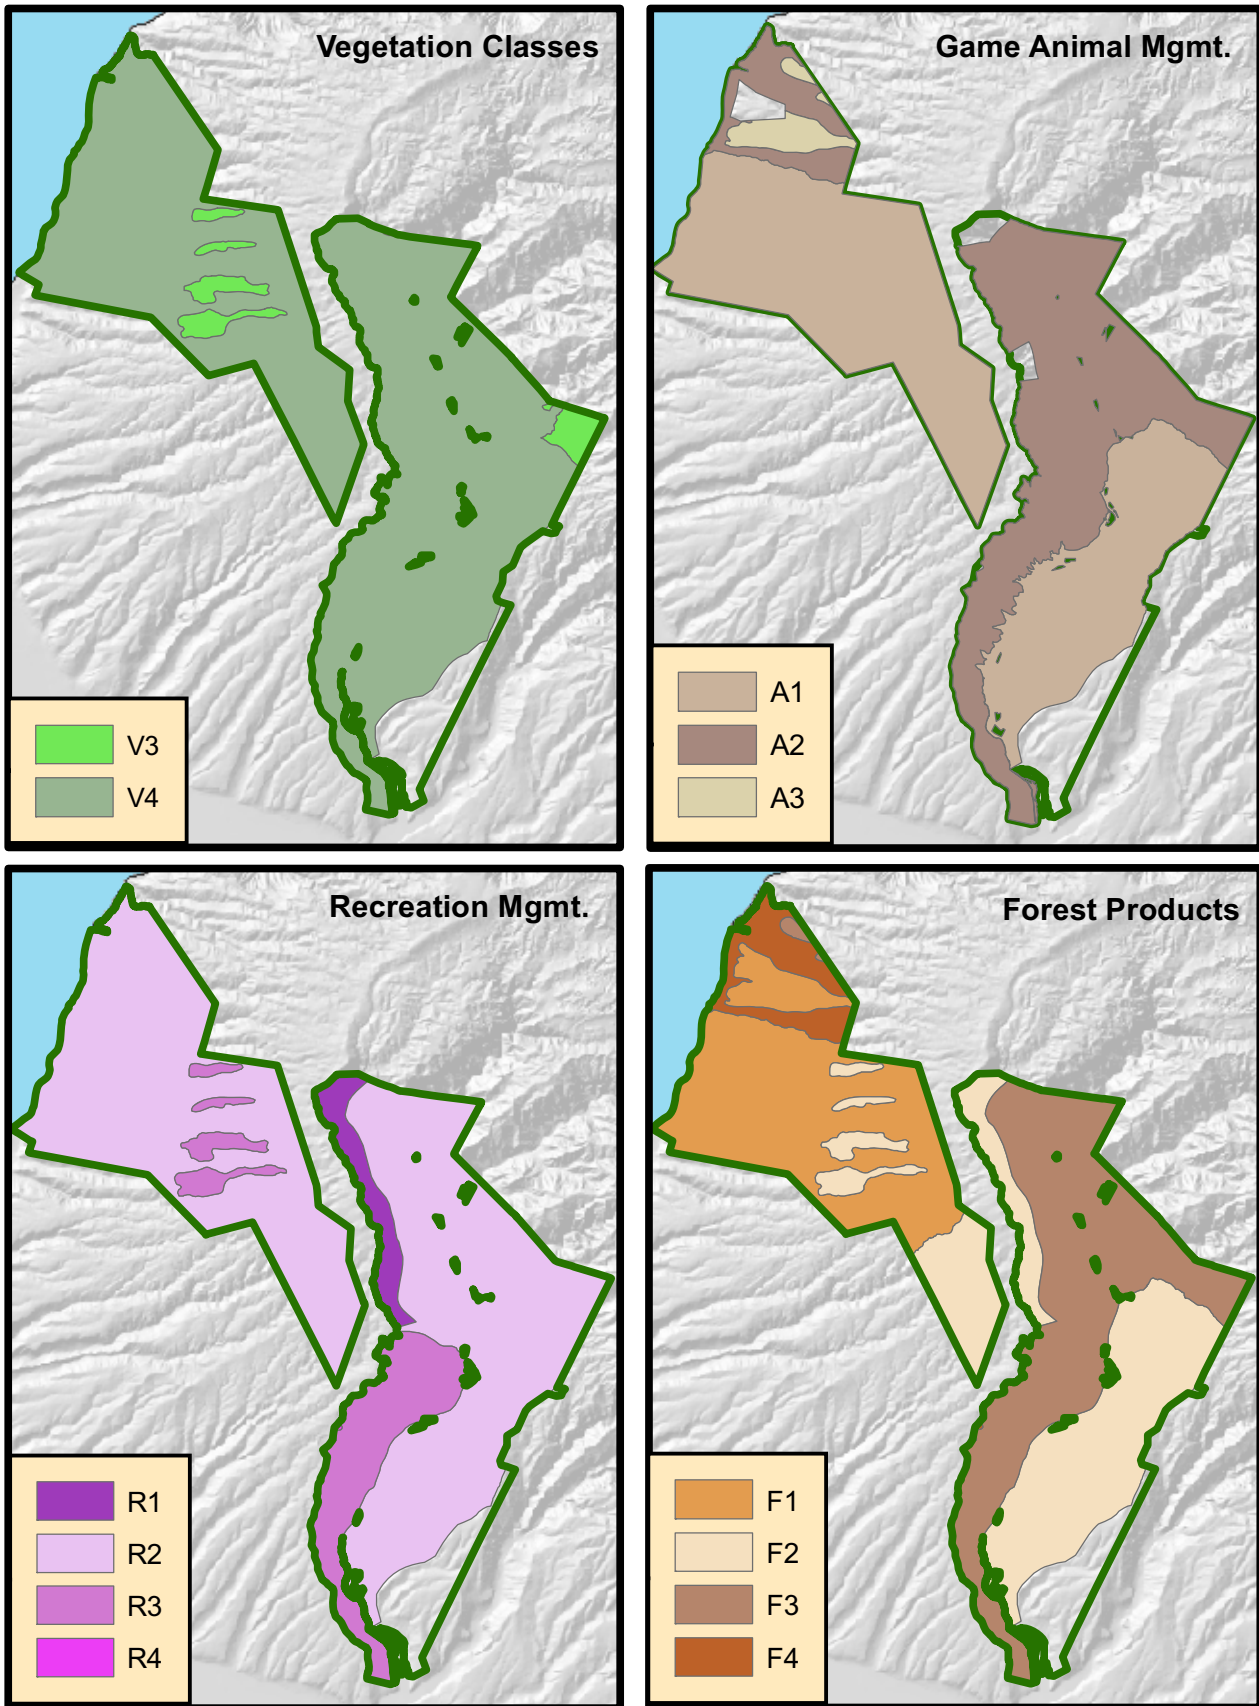 Vegetation Classes
V3
V4
Game Animal Mgmt.
A1
A2
A3
Recreation Mgmt.
R1
R2
R3
R4
Forest Products
F1
F2
F3
F4